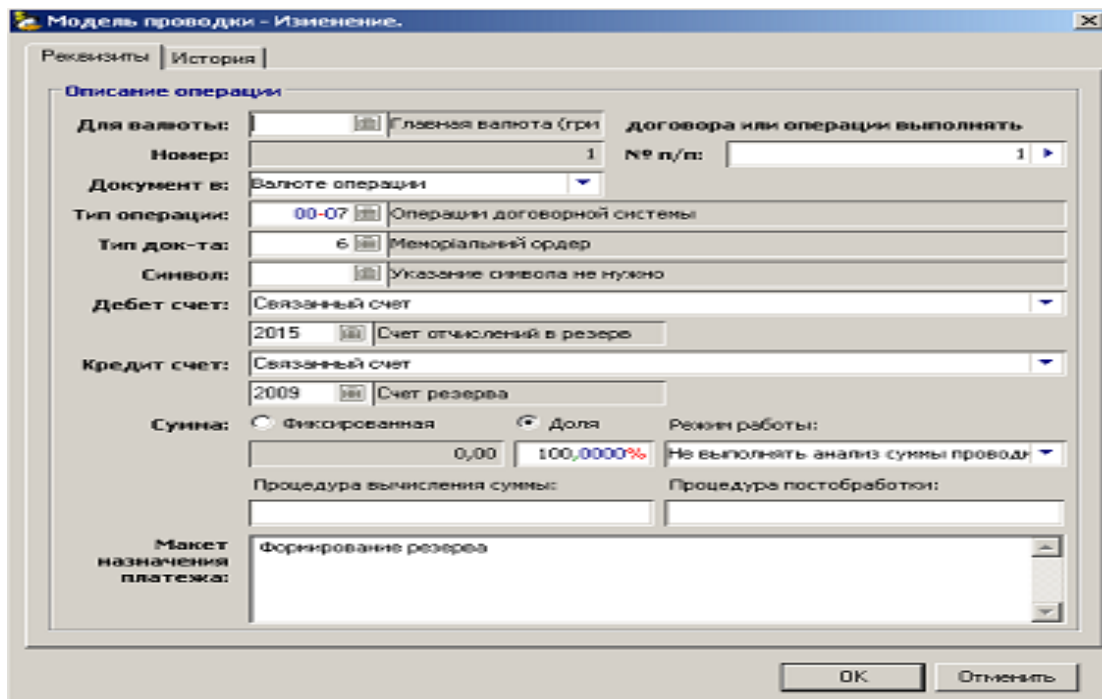 Модель проводки - Изменение.
Реквизиты История
Описание операции
Для валюты: Главная валюта (гри договора или операции выполнять
Номер: 1 № п/п: 1
Документ в: Валюте операции
Тип операции: 00-07 Операции договорной системы
Тип док-та: 6 Меморіальний ордер
Символ: Указание символа не нужно
Дебет счет: Связанный счет
2015 Счет отчислений в резерв
Кредит счет: Связанный счет
2009 Счет резерва
Сумма: Фиксированная Доля Режим работы:
0,00 100,0000% Не выполнять анализ суммы проводк
Процедура вычисления суммы: Процедура постобработки:
Макет Формирование резерва
назначения
платежа:
OK Отменить